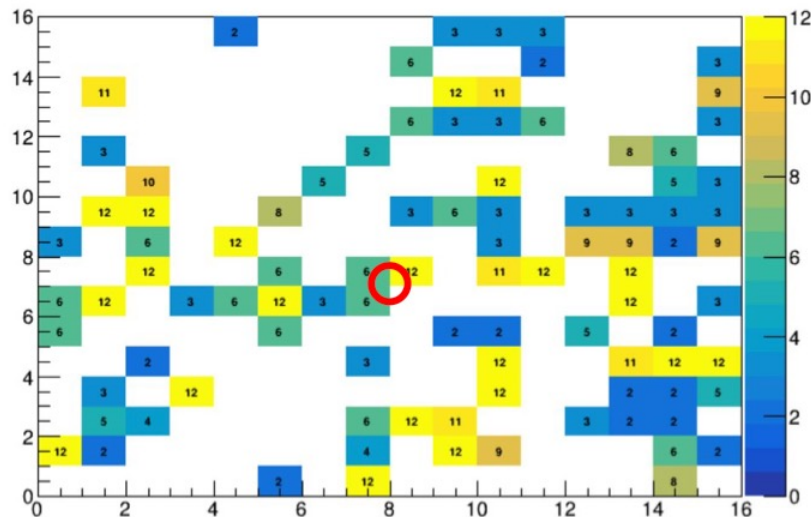 16 2 3 3 3 12
6 2 3
14
11 12 11 9 10
6 3 3 6 3
12
3 5 8 6
10 5 12 5 3 8
10
12 12 8 3 6 3 3 3 3 3
3 6 12 3 9 9 2 9
8
12 6 6 12 11 12 12 6
6 12 3 6 12 3 6 12 3
6
6 6 2 2 5 2
2 3 12 11 12 12 4
4
3 12 12 2 2 5
5 4 6 12 11 3 2 2
2 2
12 2 4 12 9 6 2
2 12 8
0 0
0 2 4 6 8 10 12 14 16